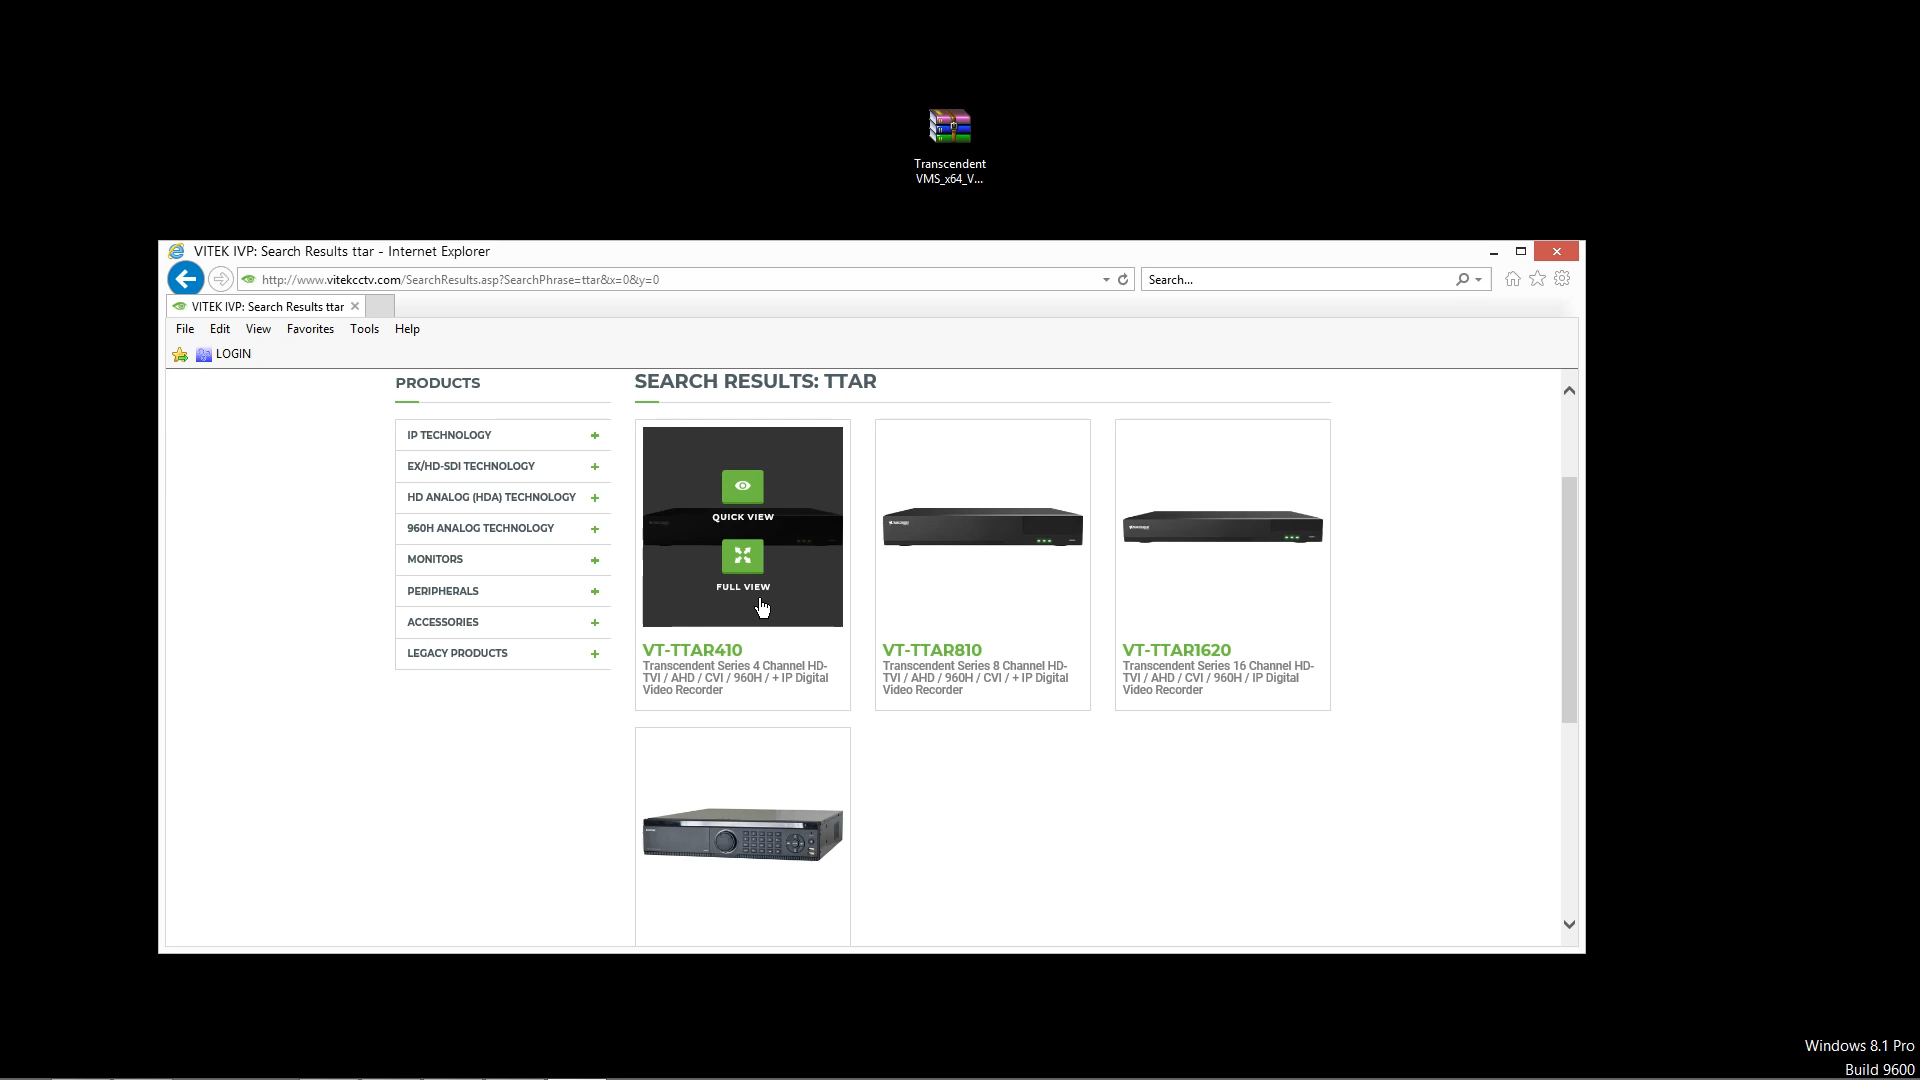 Transcendent
VMS_x64_V...
VITEK IVP: Search Results ttar - Internet Explorer
http://www.vitekcctv.com/SearchResults.asp?SearchPhrase=ttar&x=0&y=0
Search...
VITEK IVP: Search Results ttar
File Edit View Favorites Tools Help
LOGIN
PRODUCTS
IP TECHNOLOGY
EX/HD-SDI TECHNOLOGY
HD ANALOG (HDA) TECHNOLOGY
960H ANALOG TECHNOLOGY
MONITORS
PERIPHERALS
ACCESSORIES
LEGACY PRODUCTS
SEARCH RESULTS: TTAR
QUICK VIEW
FULL VIEW
VT-TTAR410
Transcendent Series 4 Channel HD-
TVI / AHD / CVI / 960H / + IP Digital
Video Recorder
VT-TTAR810
Transcendent Series 8 Channel HD-
TVI / AHD / 960H / CVI / + IP Digital
Video Recorder
VT-TTAR1620
Transcendent Series 16 Channel HD-
TVI / AHD / CVI / 960H / IP Digital
Video Recorder
Windows 8.1 Pro
Build 9600